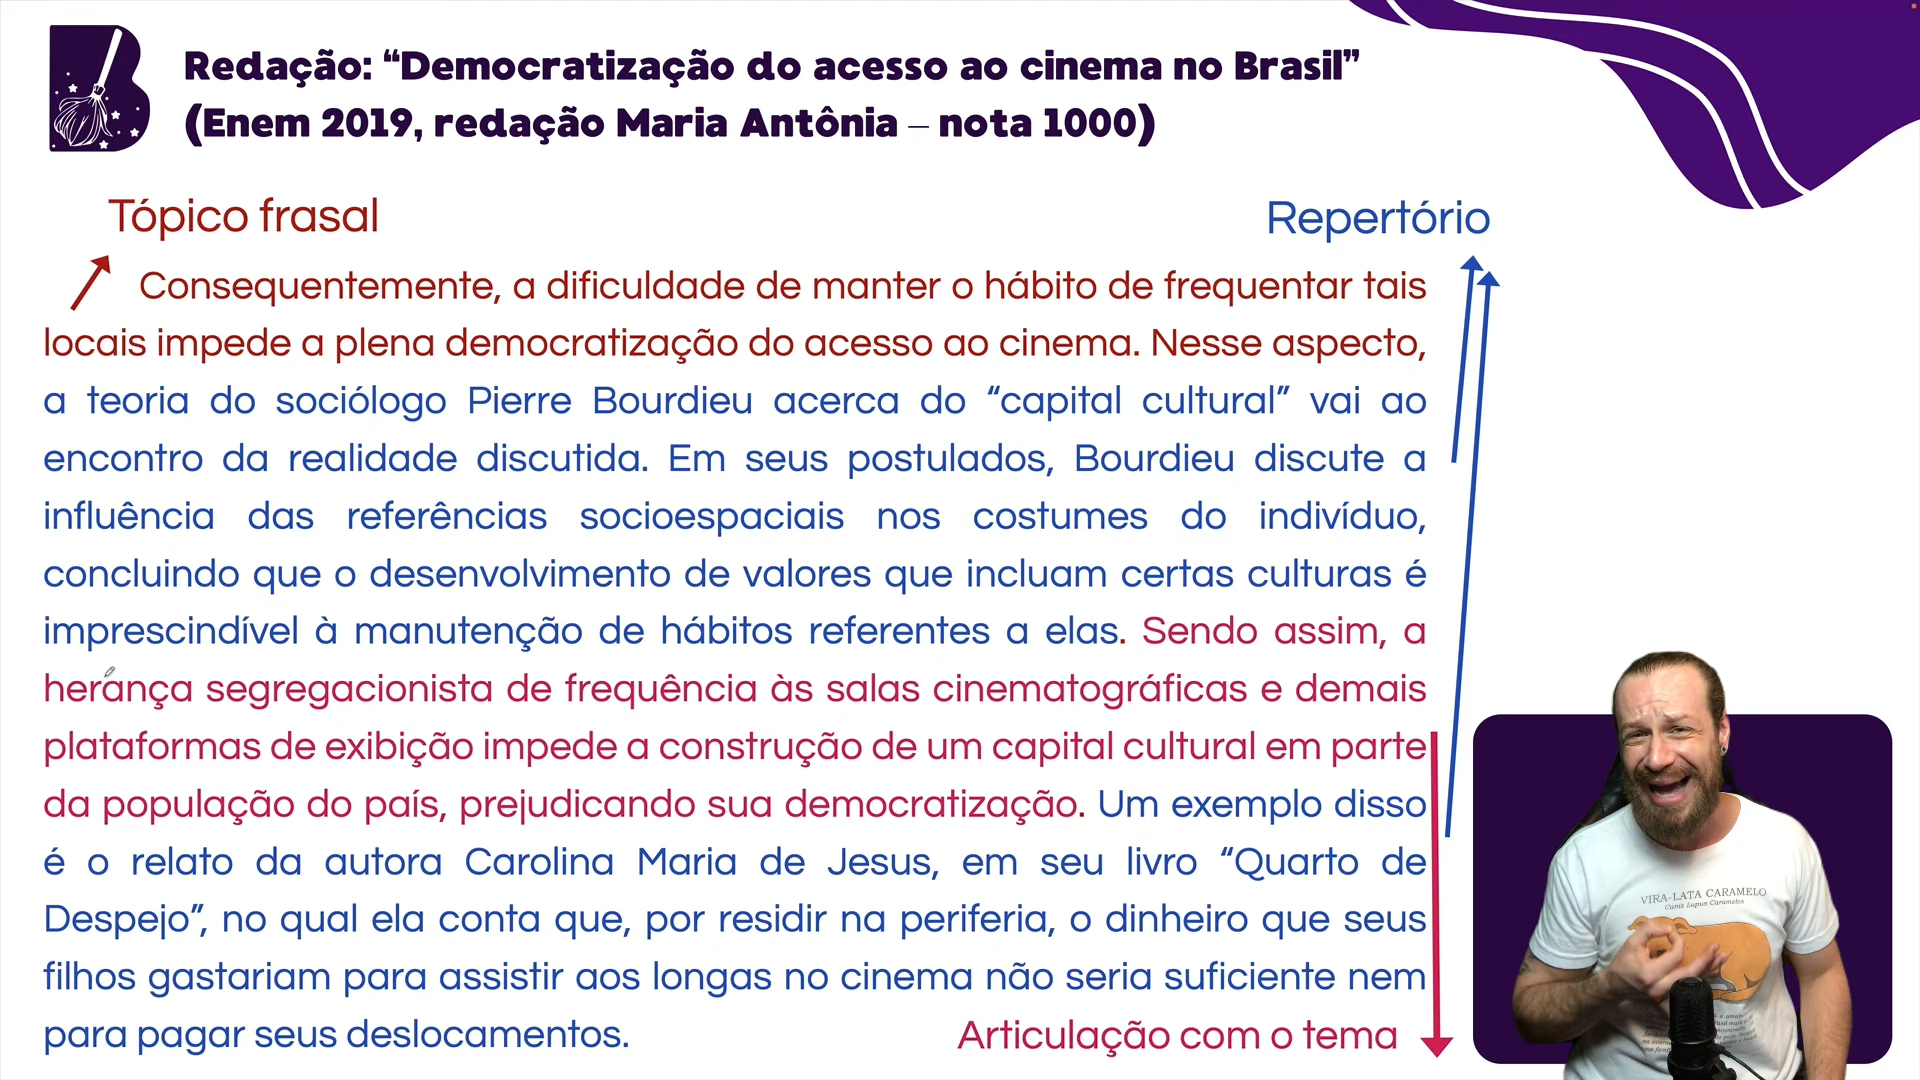 Redação: “Democratização do acesso ao cinema no Brasil”
(Enem 2019, redação Maria Antônia – nota 1000)
Tópico frasal
Repertório
Consequentemente, a dificuldade de manter o hábito de frequentar tais
locais impede a plena democratização do acesso ao cinema. Nesse aspecto,
a teoria do sociólogo Pierre Bourdieu acerca do “capital cultural” vai ao
encontro da realidade discutida. Em seus postulados, Bourdieu discute a
influência das referências socioespaciais nos costumes do indivíduo,
concluindo que o desenvolvimento de valores que incluam certas culturas é
imprescindível à manutenção de hábitos referentes a elas. Sendo assim, a
herança segregacionista de frequência às salas cinematográficas e demais
plataformas de exibição impede a construção de um capital cultural em parte
da população do país, prejudicando sua democratização. Um exemplo disso
é o relato da autora Carolina Maria de Jesus, em seu livro “Quarto de
Despejo”, no qual ela conta que, por residir na periferia, o dinheiro que seus
filhos gastariam para assistir aos longas no cinema não seria suficiente nem
para pagar seus deslocamentos.
Articulação com o tema
VIRA-LATA CARAMELO
Canis Lupus Caramelos